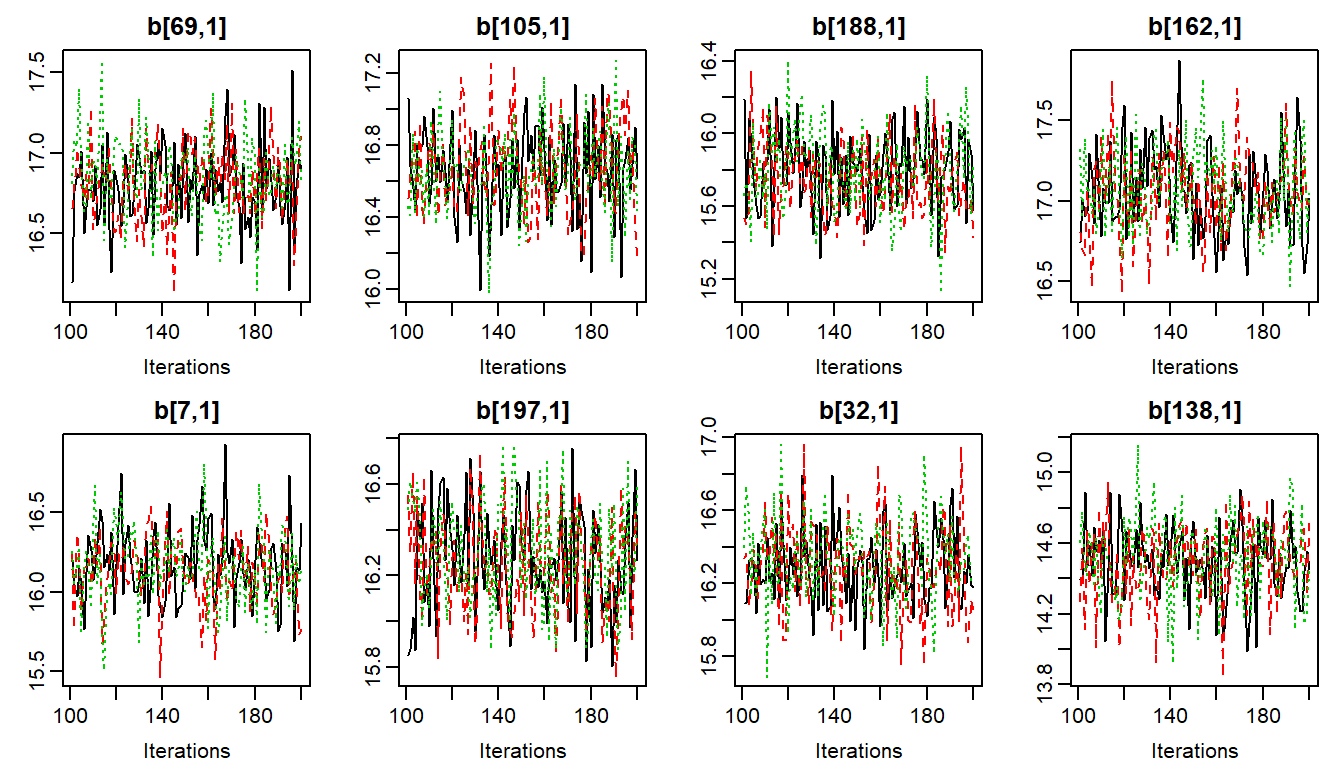 b[69,1] b[105,1] b[188,1] b[162,1]
17.5 17.0 16.5 17.2 16.8 16.4 16.0 16.4 16.0 15.6 15.2 17.5 17.0 16.5
100 140 180 100 140 180 100 140 180 100 140 180
Iterations Iterations Iterations Iterations
b[7,1] b[197,1] b[32,1] b[138,1]
16.5 16.0 15.5 16.6 16.2 15.8 17.0 16.6 16.2 15.8 15.0 14.6 14.2 13.8
100 140 180 100 140 180 100 140 180 100 140 180
Iterations Iterations Iterations Iterations